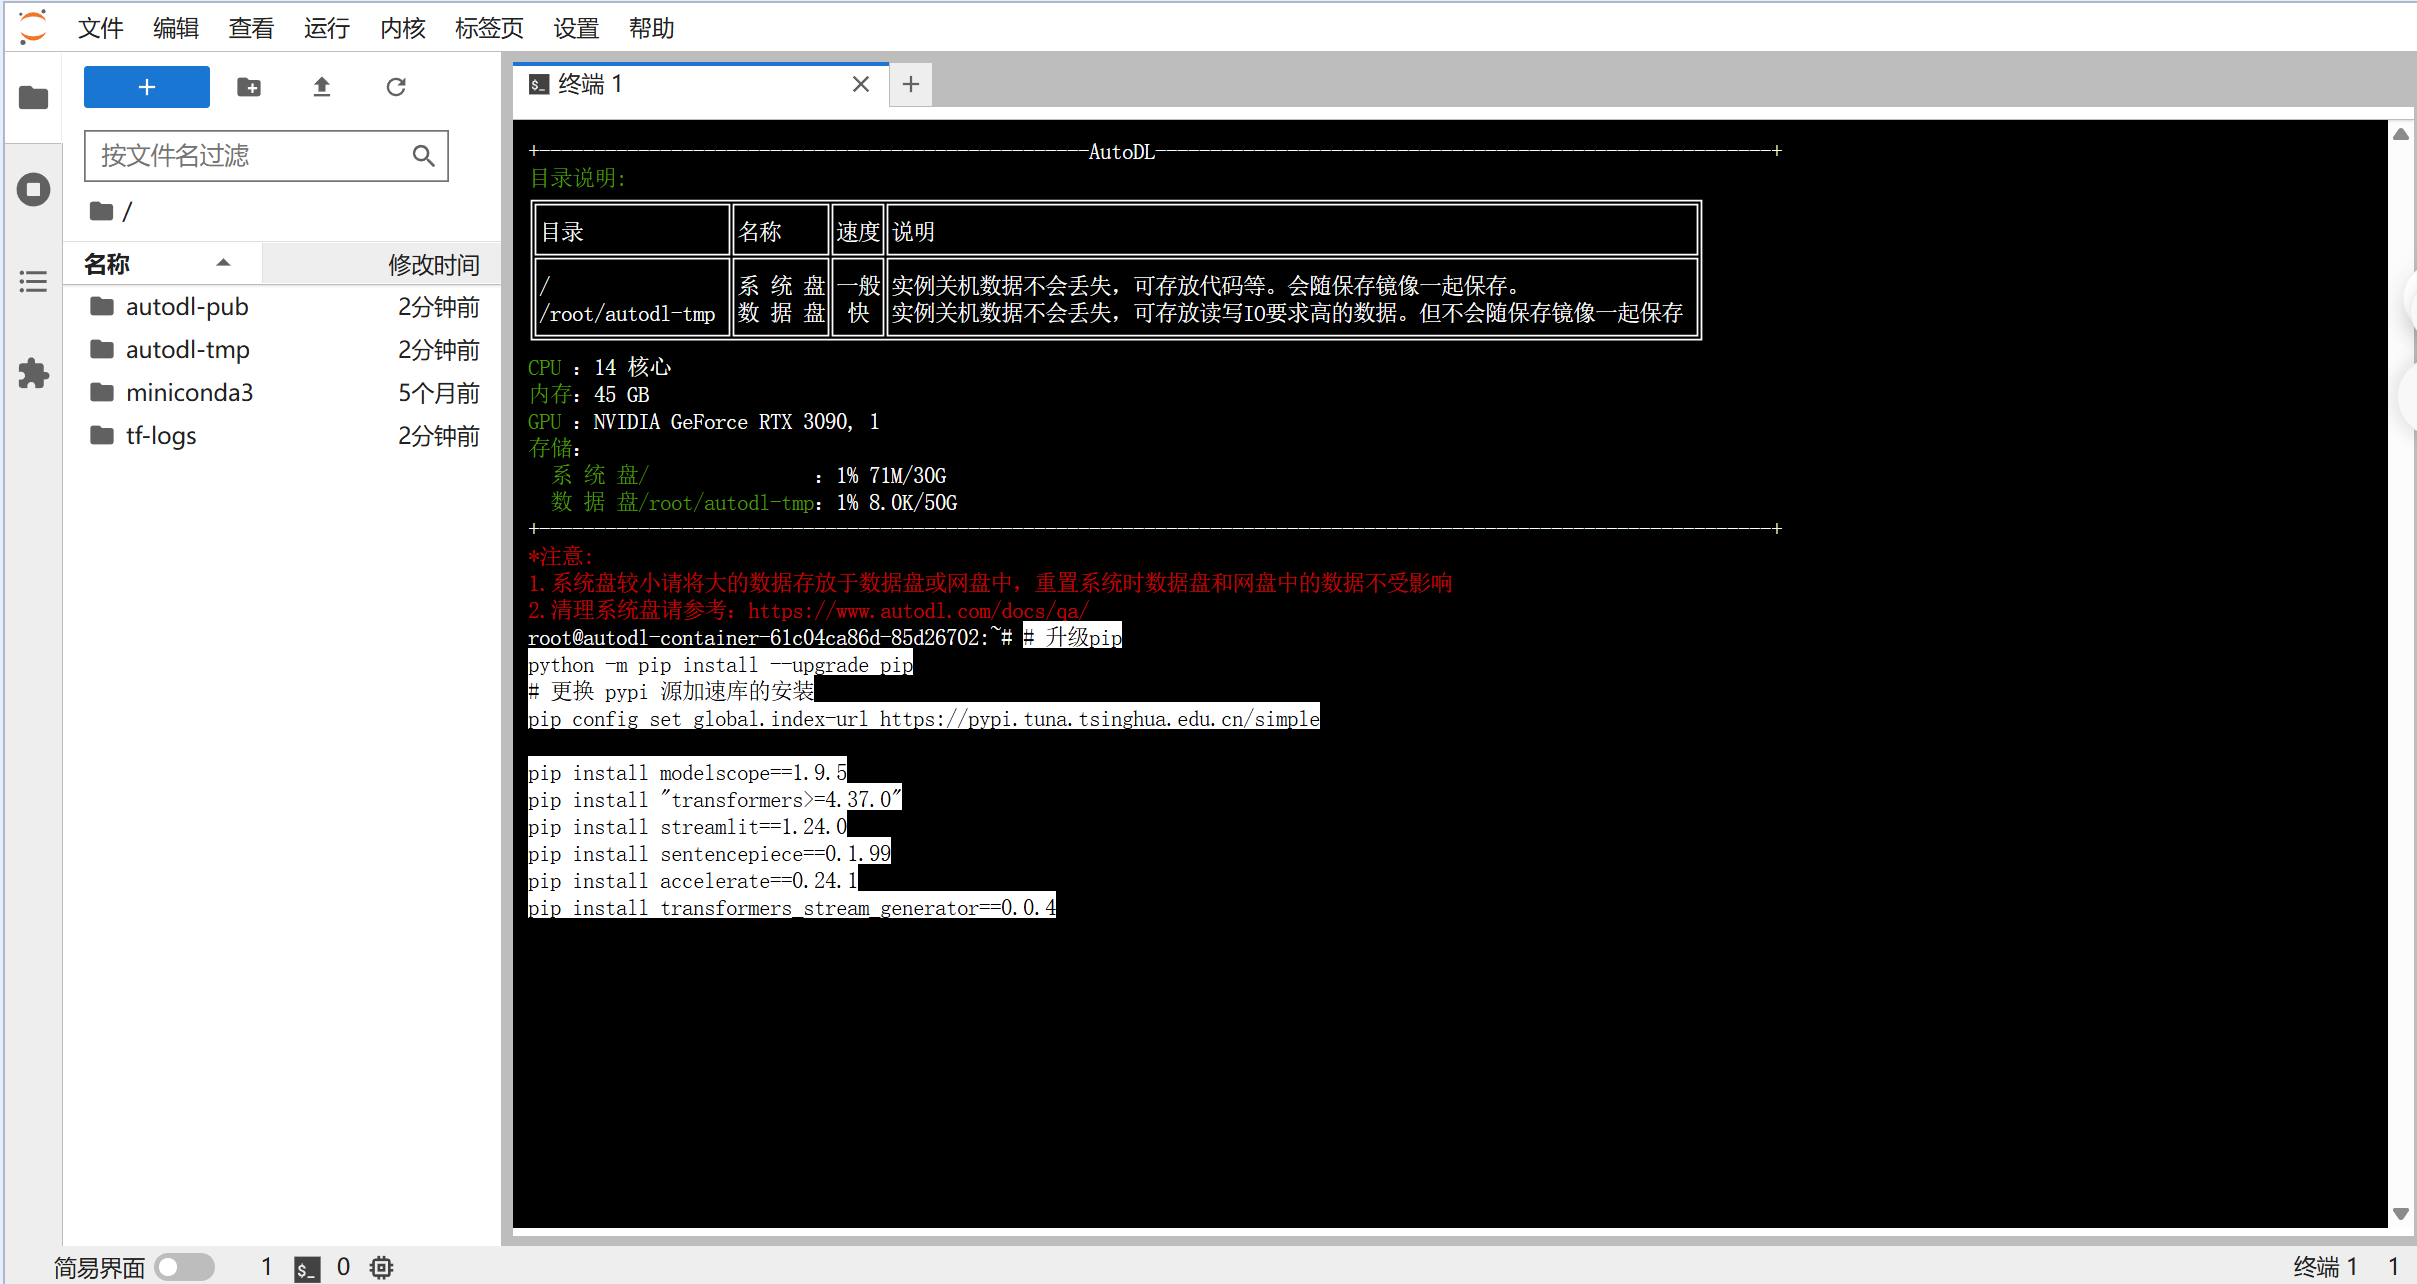 文件 编辑 查看 运行 内核 标签页 设置 帮助
+
按文件名过滤
/
名称 修改时间
autodl-pub 2分钟前
autodl-tmp 2分钟前
miniconda3 5个月前
tf-logs 2分钟前
$_ 终端 1
+--------------------------------------------------AutoDL--------------------------------------------------------+
目录说明:
目录 名称 速度 说明
/ 系 统 盘 一般 实例关机数据不会丢失，可存放代码等。会随保存镜像一起保存。
/root/autodl-tmp 数 据 盘 快 实例关机数据不会丢失，可存放读写IO要求高的数据。但不会随保存镜像一起保存
CPU ：14 核心
内存：45 GB
GPU ：NVIDIA GeForce RTX 3090, 1
存储：
系 统 盘/ ：1% 71M/30G
数 据 盘/root/autodl-tmp：1% 8.0K/50G
+----------------------------------------------------------------------------------------------------------------+
*注意:
1.系统盘较小请将大的数据存放于数据盘或网盘中，重置系统时数据盘和网盘中的数据不受影响
2.清理系统盘请参考：https://www.autodl.com/docs/qa/
root@autodl-container-61c04ca86d-85d26702:~# # 升级pip
python -m pip install --upgrade pip
# 更换 pypi 源加速库的安装
pip config set global.index-url https://pypi.tuna.tsinghua.edu.cn/simple
pip install modelscope==1.9.5
pip install "transformers>=4.37.0"
pip install streamlit==1.24.0
pip install sentencepiece==0.1.99
pip install accelerate==0.24.1
pip install transformers_stream_generator==0.0.4
简易界面 1 $_ 0 终端 1 1